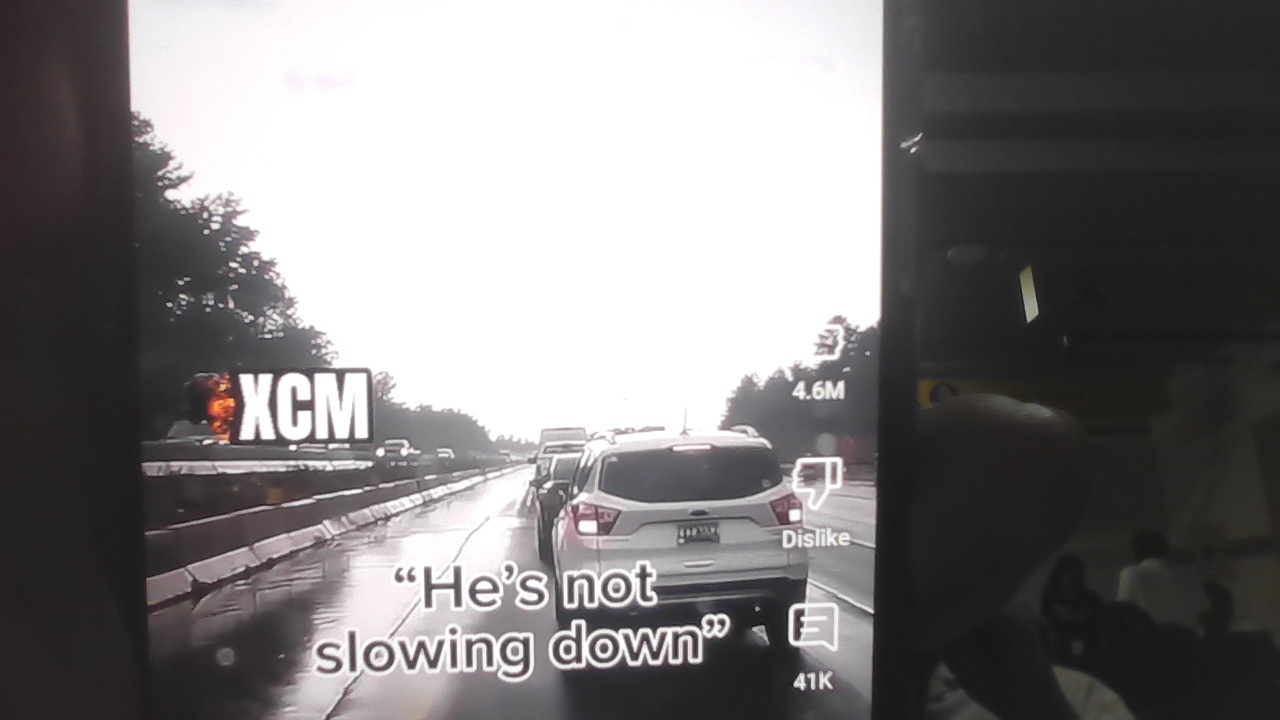 XCM
4.6M
Dislike
“He’s not
slowing down”
41K